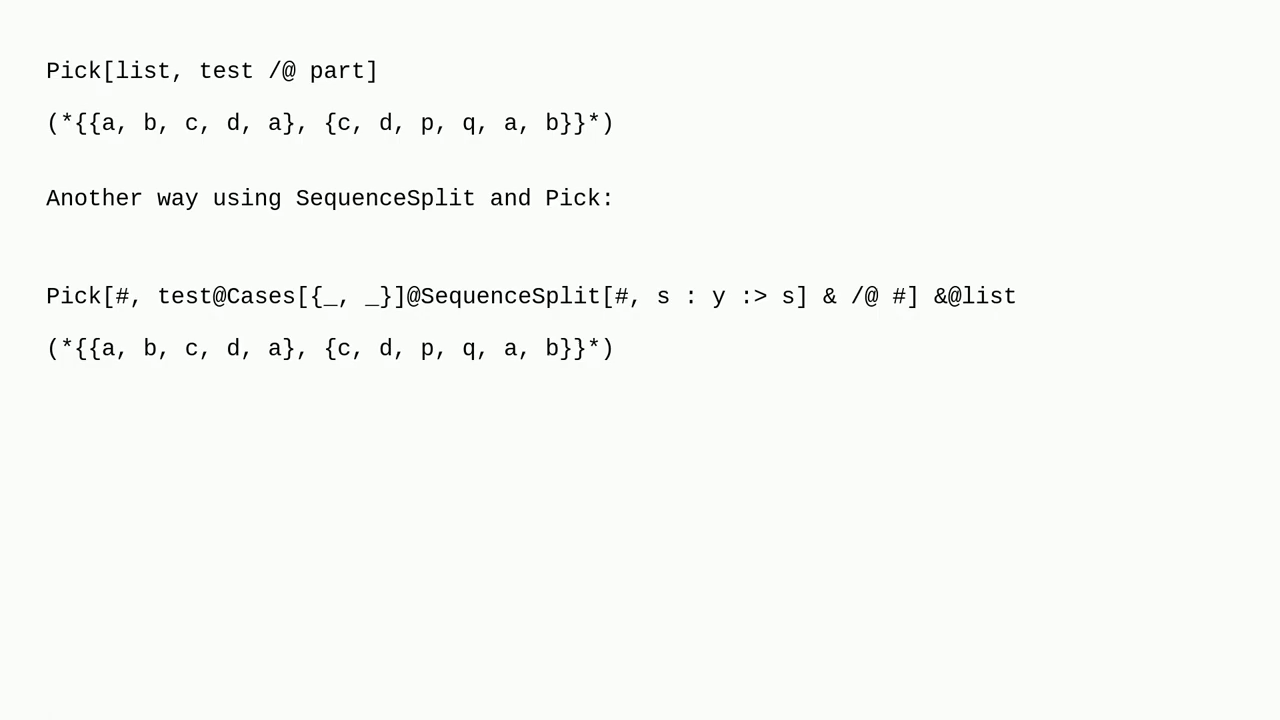 Pick[list, test /@ part]
(*{{a, b, c, d, a}, {c, d, p, q, a, b}}*)
Another way using SequenceSplit and Pick:
Pick[#, test@Cases[{_, _}]@SequenceSplit[#, s : y :> s] & /@ #] &@list
(*{{a, b, c, d, a}, {c, d, p, q, a, b}}*)